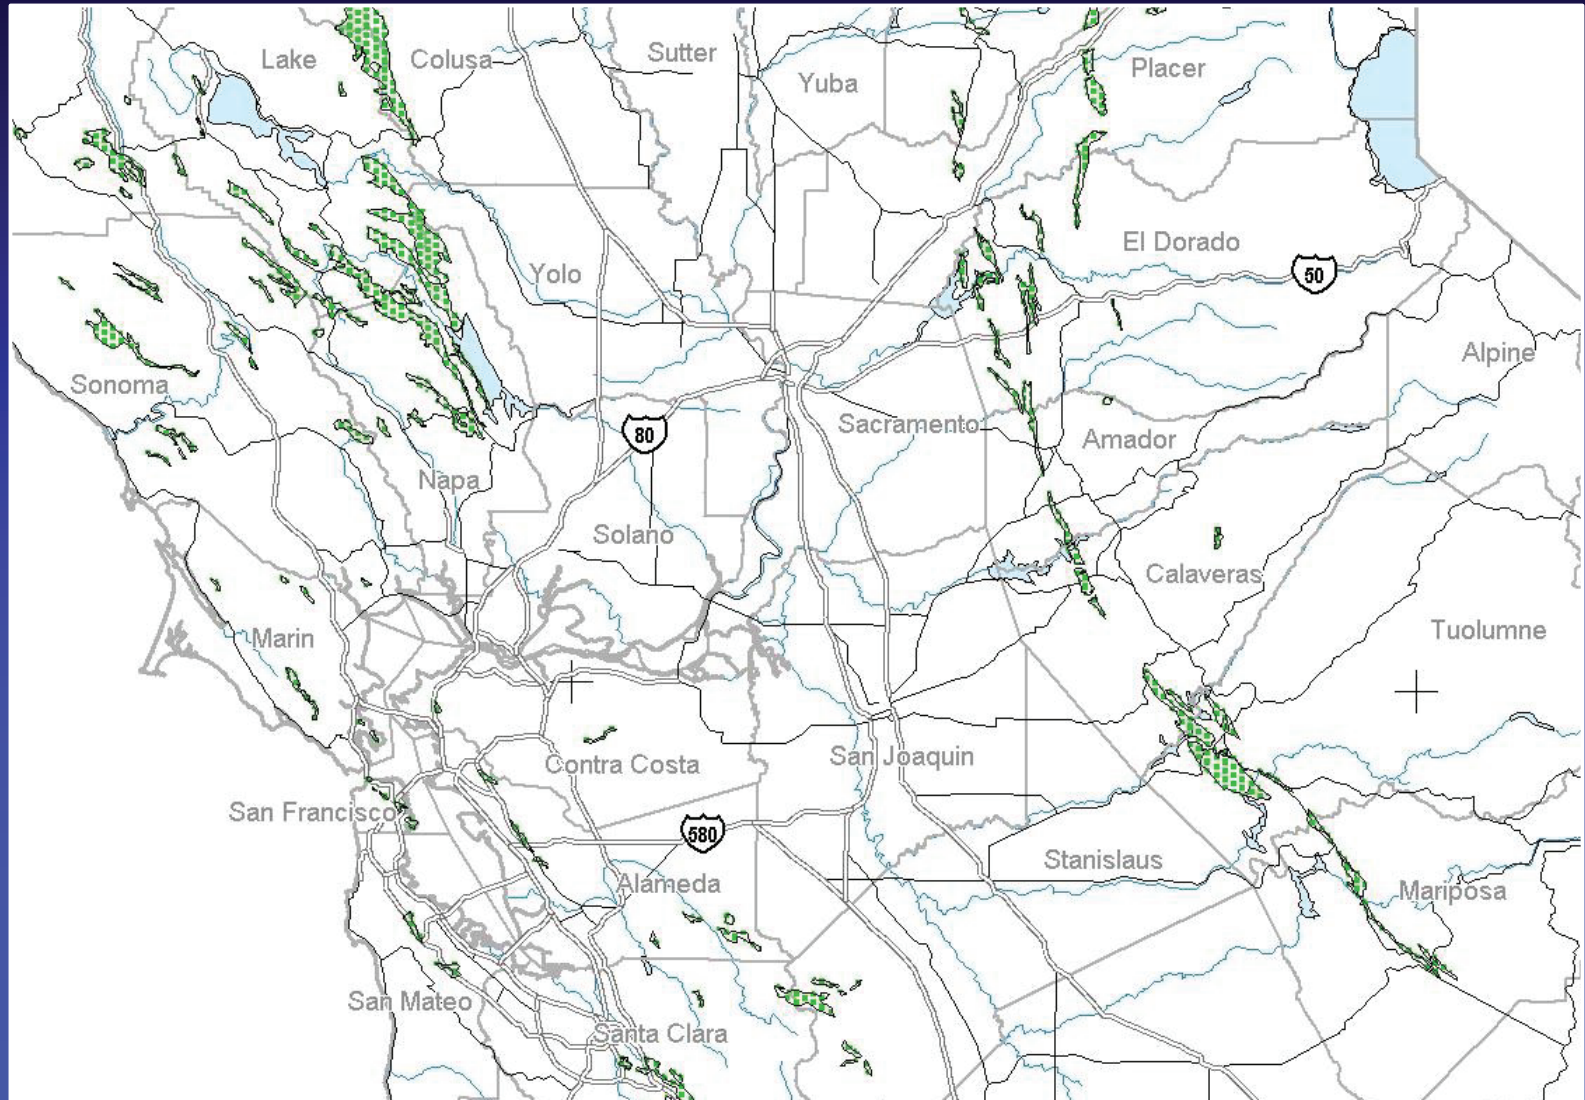 Lake
Colusa
Sutter
Yuba
Placer
Yolo
El Dorado
50
Sonoma
Alpine
80
Sacramento
Amador
Napa
Solano
Calaveras
Marin
Tuolumne
Contra Costa
San Joaquin
San Francisco
580
Stanislaus
Alameda
Mariposa
San Mateo
Santa Clara